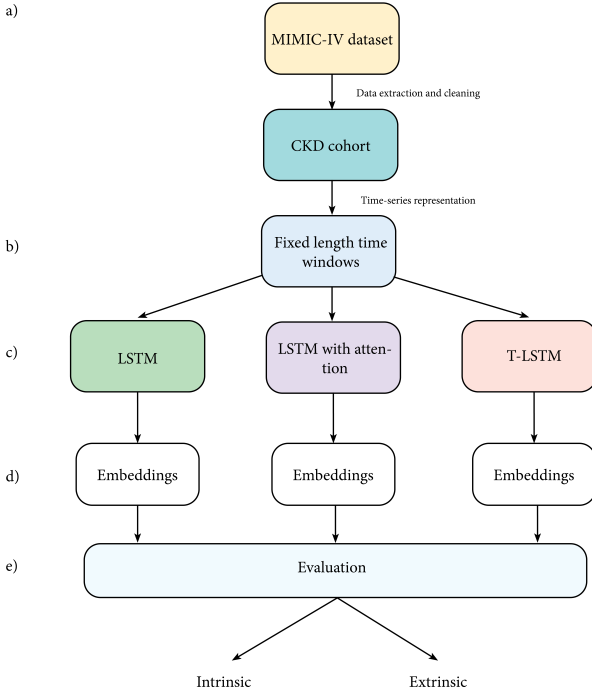 a)
MIMIC-IV dataset
Data extraction and cleaning
CKD cohort
Time-series representation
b)
Fixed length time
windows
c)
LSTM
LSTM with atten-
tion
T-LSTM
d)
Embeddings
Embeddings
Embeddings
e)
Evaluation
Intrinsic
Extrinsic